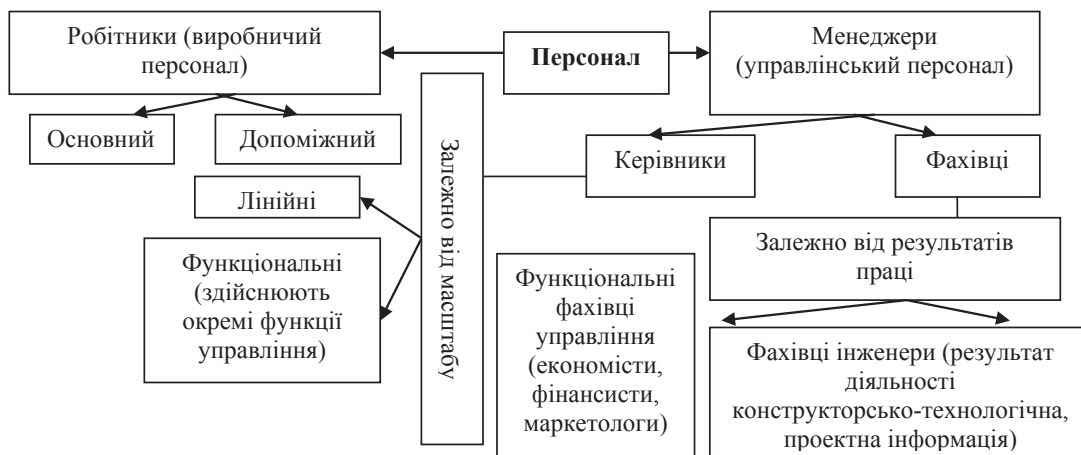 Робітники (виробничий
персонал)
Персонал
Менеджери
(управлінський персонал)
Основний
Допоміжний
Керівники
Фахівці
Залежно від масштабу
Лінійні
Функціональні
(здійснюють
окремі функції
управління)
Залежно від результатів
праці
Функціональні
фахівці
управління
(економісти,
фінансисти,
маркетологи)
Фахівці інженери (результат
діяльності
конструкторсько-технологічна,
проектна інформація)